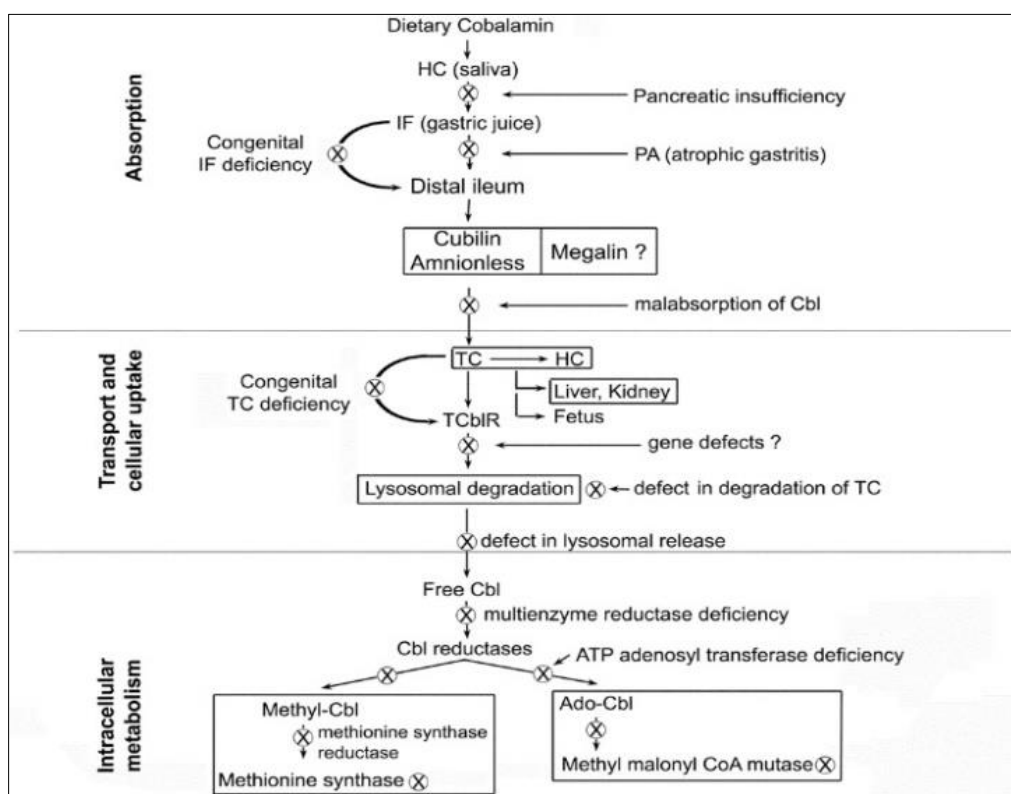 Dietary Cobalamin
HC (saliva)
Pancreatic insufficiency
IF (gastric juice)
Congenital
IF deficiency
PA (atrophic gastritis)
Distal ileum
Cubilin
Amnionless
Megalin ?
malabsorption of Cbl
Absorption
TC
HC
Congenital
TC deficiency
Liver, Kidney
Fetus
TCblR
gene defects ?
Lysosomal degradation
defect in degradation of TC
defect in lysosomal release
Transport and
cellular uptake
Free Cbl
multienzyme reductase deficiency
Cbl reductases
ATP adenosyl transferase deficiency
Methyl-Cbl
methionine synthase
reductase
Methionine synthase
Ado-Cbl
Methyl malonyl CoA mutase
Intracellular
metabolism